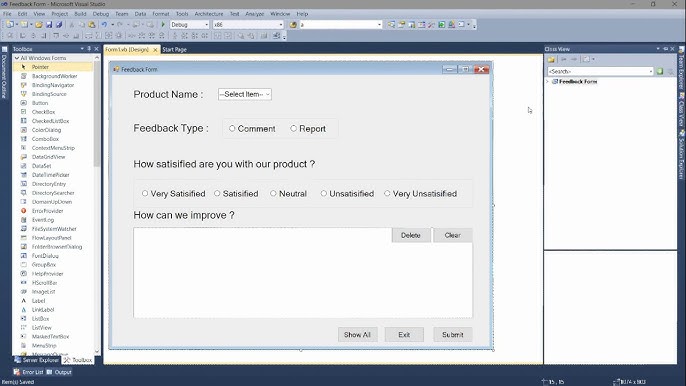 Feedback Form - Microsoft Visual Studio
File Edit View Project Build Debug Team Data Format Tools Architecture Test Analyze Window Help
Debug x86 a
Toolbox
Form1.vb [Design] Start Page
Class View
All Windows Forms
<Search>
Feedback Form
Pointer
BackgroundWorker
BindingNavigator
BindingSource
Button
CheckBox
CheckedListBox
ColorDialog
ComboBox
ContextMenuStrip
DataGridView
DataSet
DateTimePicker
DirectoryEntry
DirectorySearcher
DomainUpDown
ErrorProvider
EventLog
FileSystemWatcher
FlowLayoutPanel
FolderBrowserDialog
FontDialog
GroupBox
HelpProvider
HScrollBar
ImageList
Label
LinkLabel
ListBox
ListView
MaskedTextBox
MenuStrip
MessageQueue
Document Outline
Feedback Form
Product Name : --Select Item--
Feedback Type : Comment Report
How satisified are you with our product ?
Very Satisified Satisified Neutral Unsatisified Very Unsatisified
How can we improve ?
Delete Clear
Show All Exit Submit
Team Explorer
Class View
Solution Explorer
Server Explorer Toolbox
Error List Output
Item(s) Saved
15 , 15